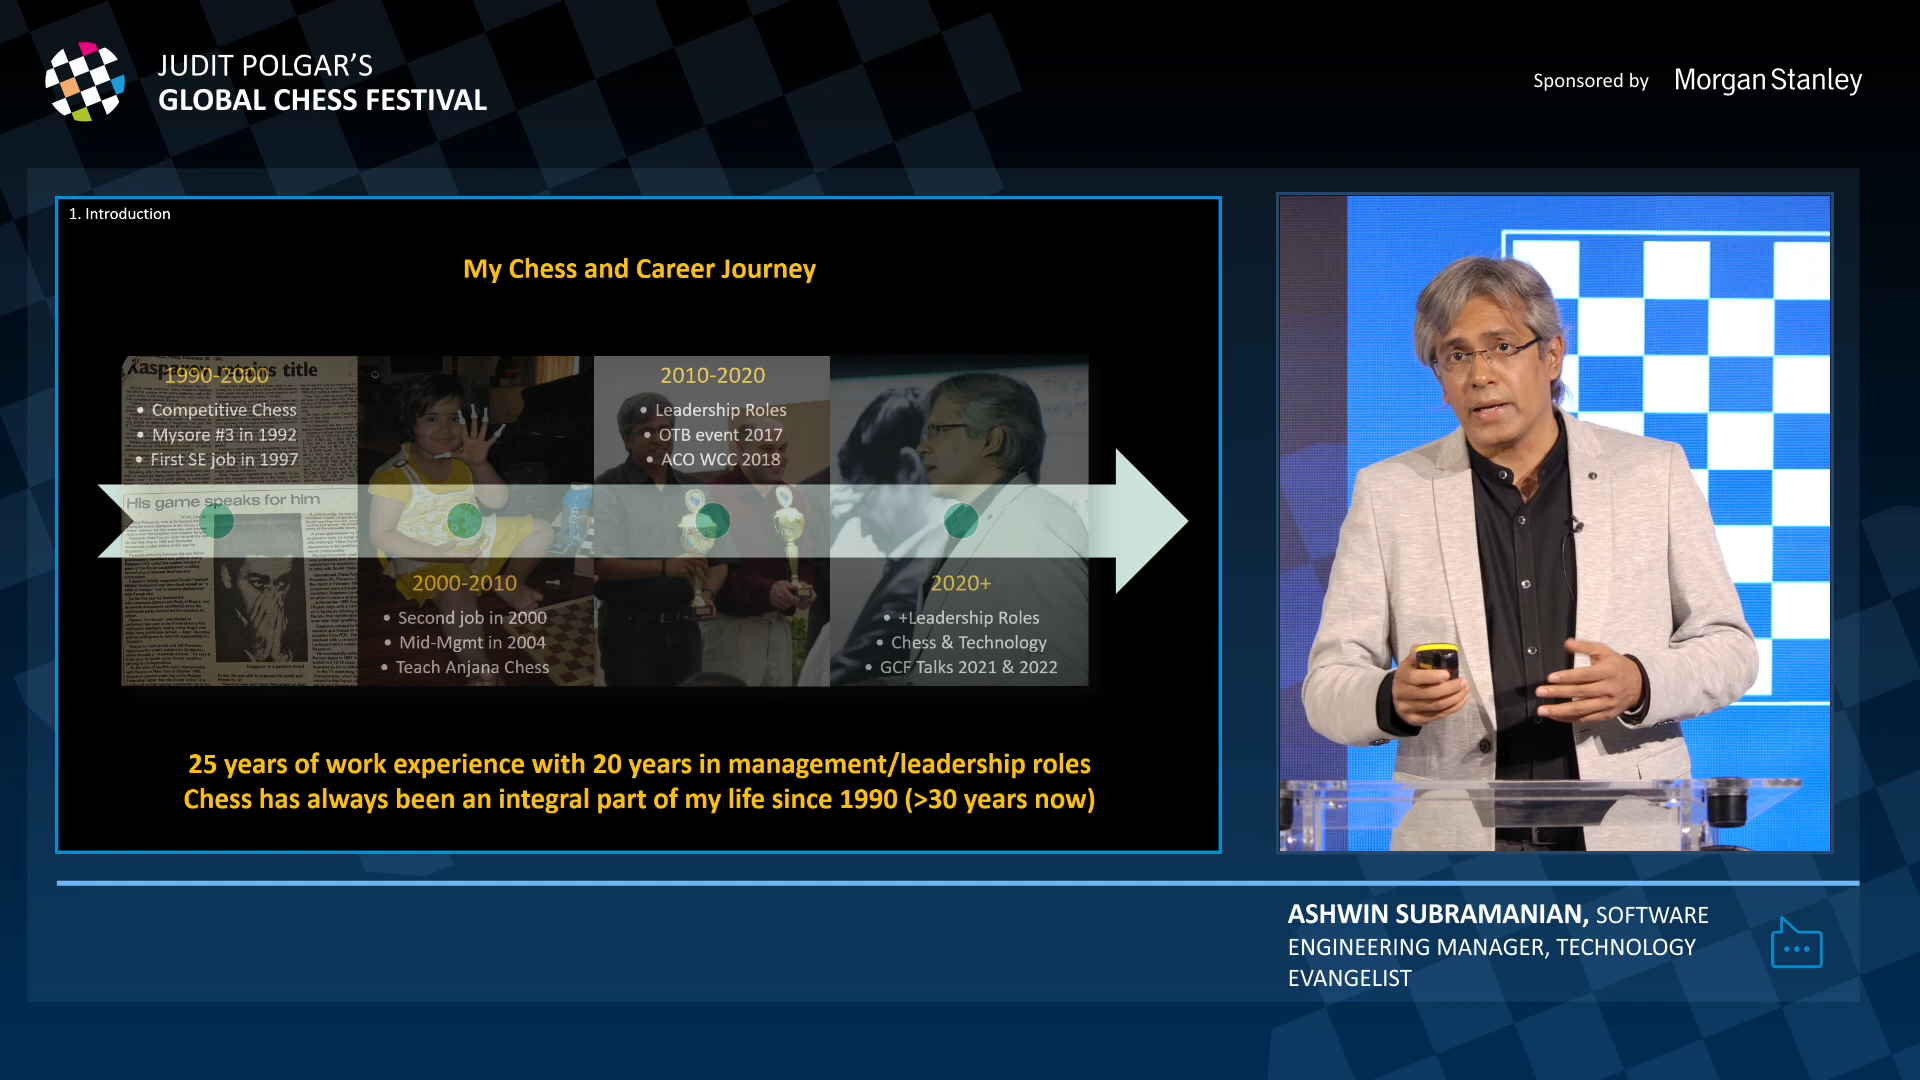 JUDIT POLGAR'S
GLOBAL CHESS FESTIVAL
Sponsored by Morgan Stanley
1. Introduction
My Chess and Career Journey
Kasparov retains title
1990-2000
• Competitive Chess
• Mysore #3 in 1992
• First SE job in 1997
His game speaks for him
2000-2010
• Second job in 2000
• Mid-Mgmt in 2004
• Teach Anjana Chess
2010-2020
• Leadership Roles
• OTB event 2017
• ACO WCC 2018
2020+
• +Leadership Roles
• Chess & Technology
• GCF Talks 2021 & 2022
25 years of work experience with 20 years in management/leadership roles
Chess has always been an integral part of my life since 1990 (>30 years now)
ASHWIN SUBRAMANIAN, SOFTWARE
ENGINEERING MANAGER, TECHNOLOGY
EVANGELIST